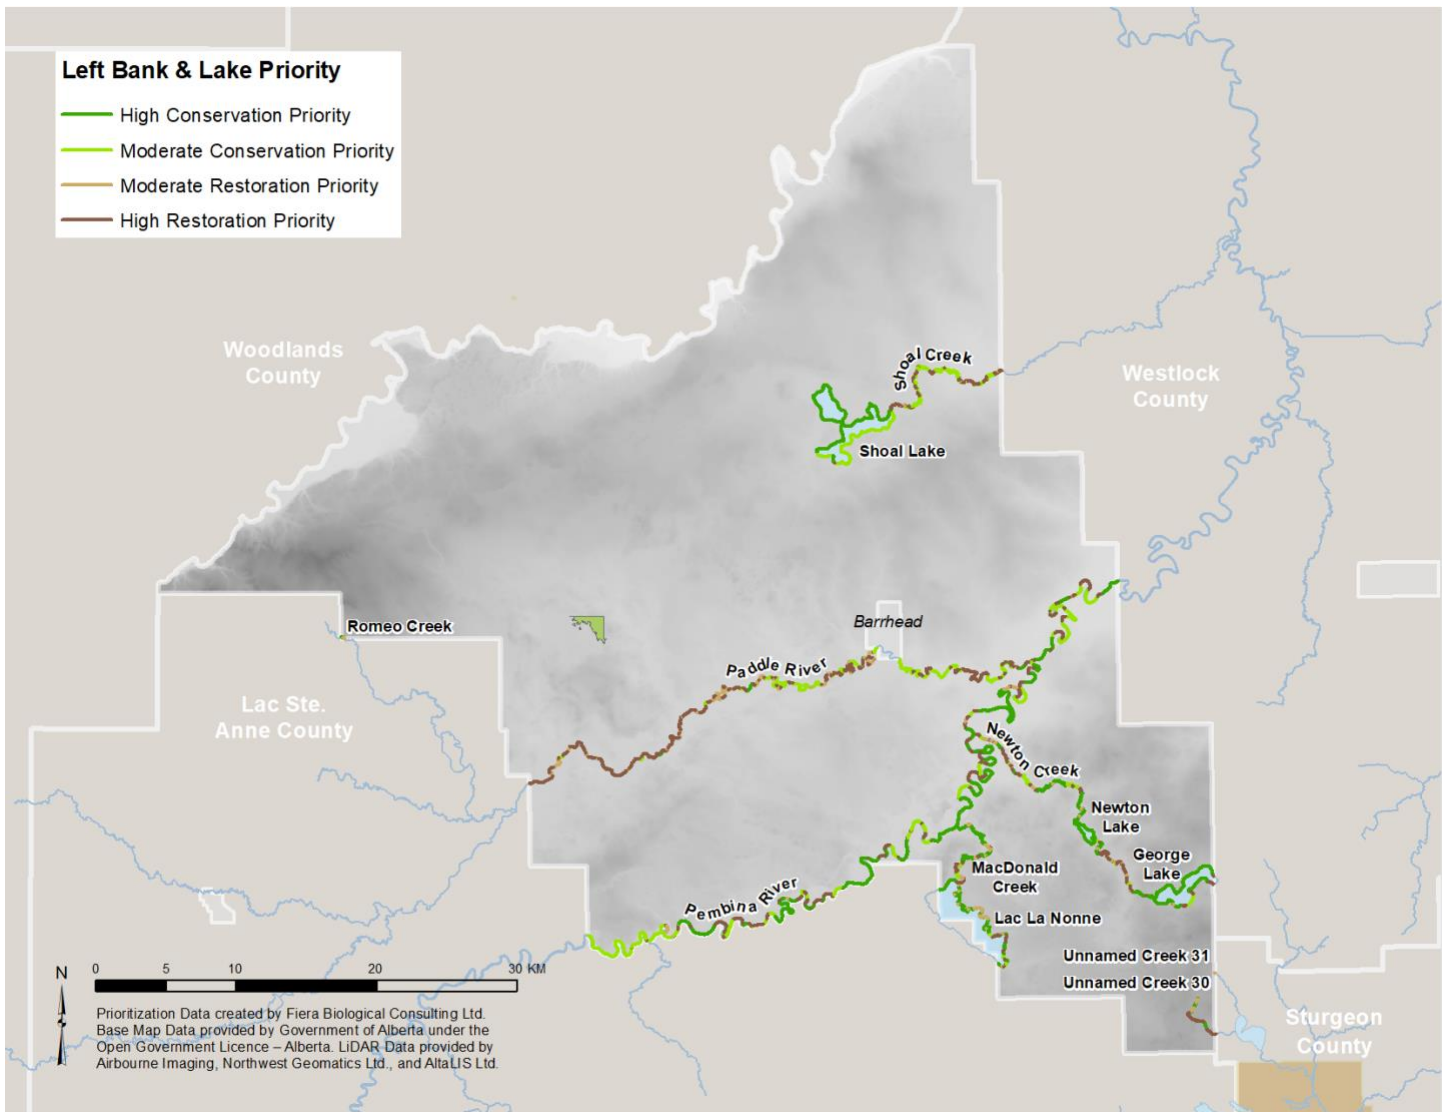 Left Bank & Lake Priority
High Conservation Priority
Moderate Conservation Priority
Moderate Restoration Priority
High Restoration Priority
Woodlands
County
Shoal Creek
Westlock
County
Shoal Lake
Romeo Creek
Barrhead
Paddle River
Lac Ste.
Anne County
Newton Creek
Newton
Lake
George
Lake
MacDonald
Creek
Pembina River
Lac La Nonne
Unnamed Creek 31
Unnamed Creek 30
Sturgeon
County
N
0 5 10 20 30 KM
Prioritization Data created by Fiera Biological Consulting Ltd.
Base Map Data provided by Government of Alberta under the
Open Government Licence – Alberta. LiDAR Data provided by
Airbourne Imaging, Northwest Geomatics Ltd., and AltaLIS Ltd.